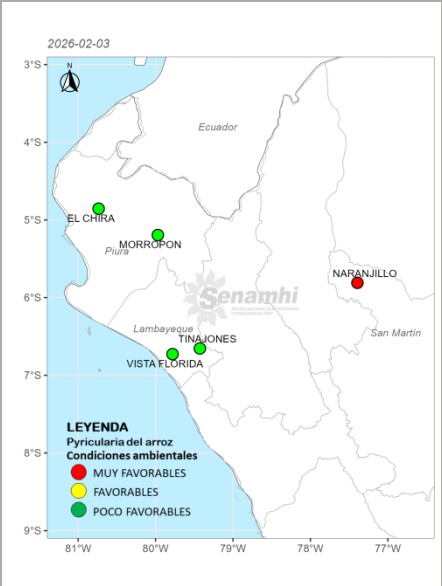 2026-02-03
N
3°S
4°S
5°S
6°S
7°S
8°S
9°S
Ecuador
EL CHIRA
MORROPON
Piura
NARANJILLO
Senamhi
Lambayeque
San Martin
TINAJONES
VISTA FLORIDA
LEYENDA
Pyricularia del arroz
Condiciones ambientales
MUY FAVORABLES
FAVORABLES
POCO FAVORABLES
81°W
80°W
79°W
78°W
77°W